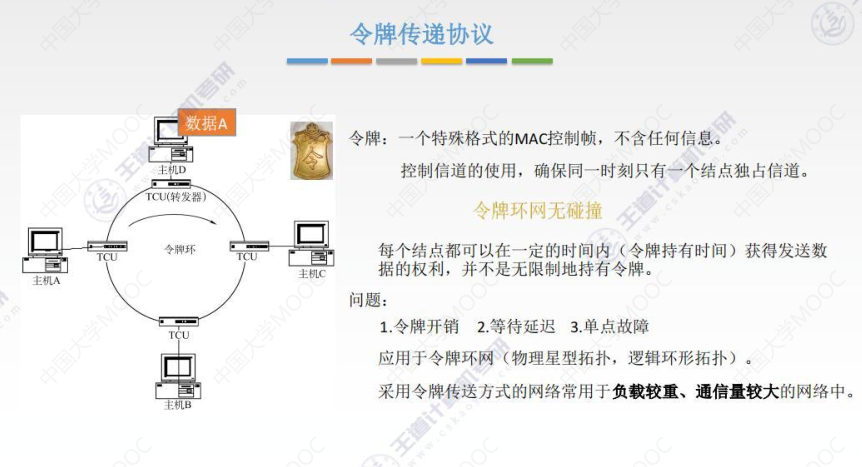 令牌传递协议
数据A
主机D
TCU(转发器)
令牌环
TCU
TCU
主机A
主机C
TCU
主机B
令
令牌：一个特殊格式的MAC控制帧，不含任何信息。
控制信道的使用，确保同一时刻只有一个结点独占信道。
令牌环网无碰撞
每个结点都可以在一定的时间内（令牌持有时间）获得发送数
据的权利，并不是无限制地持有令牌。
问题：
1.令牌开销 2.等待延迟 3.单点故障
应用于令牌环网（物理星型拓扑，逻辑环形拓扑）。
采用令牌传送方式的网络常用于负载较重、通信量较大的网络中。
中国大学MOOC
王道计算机考研